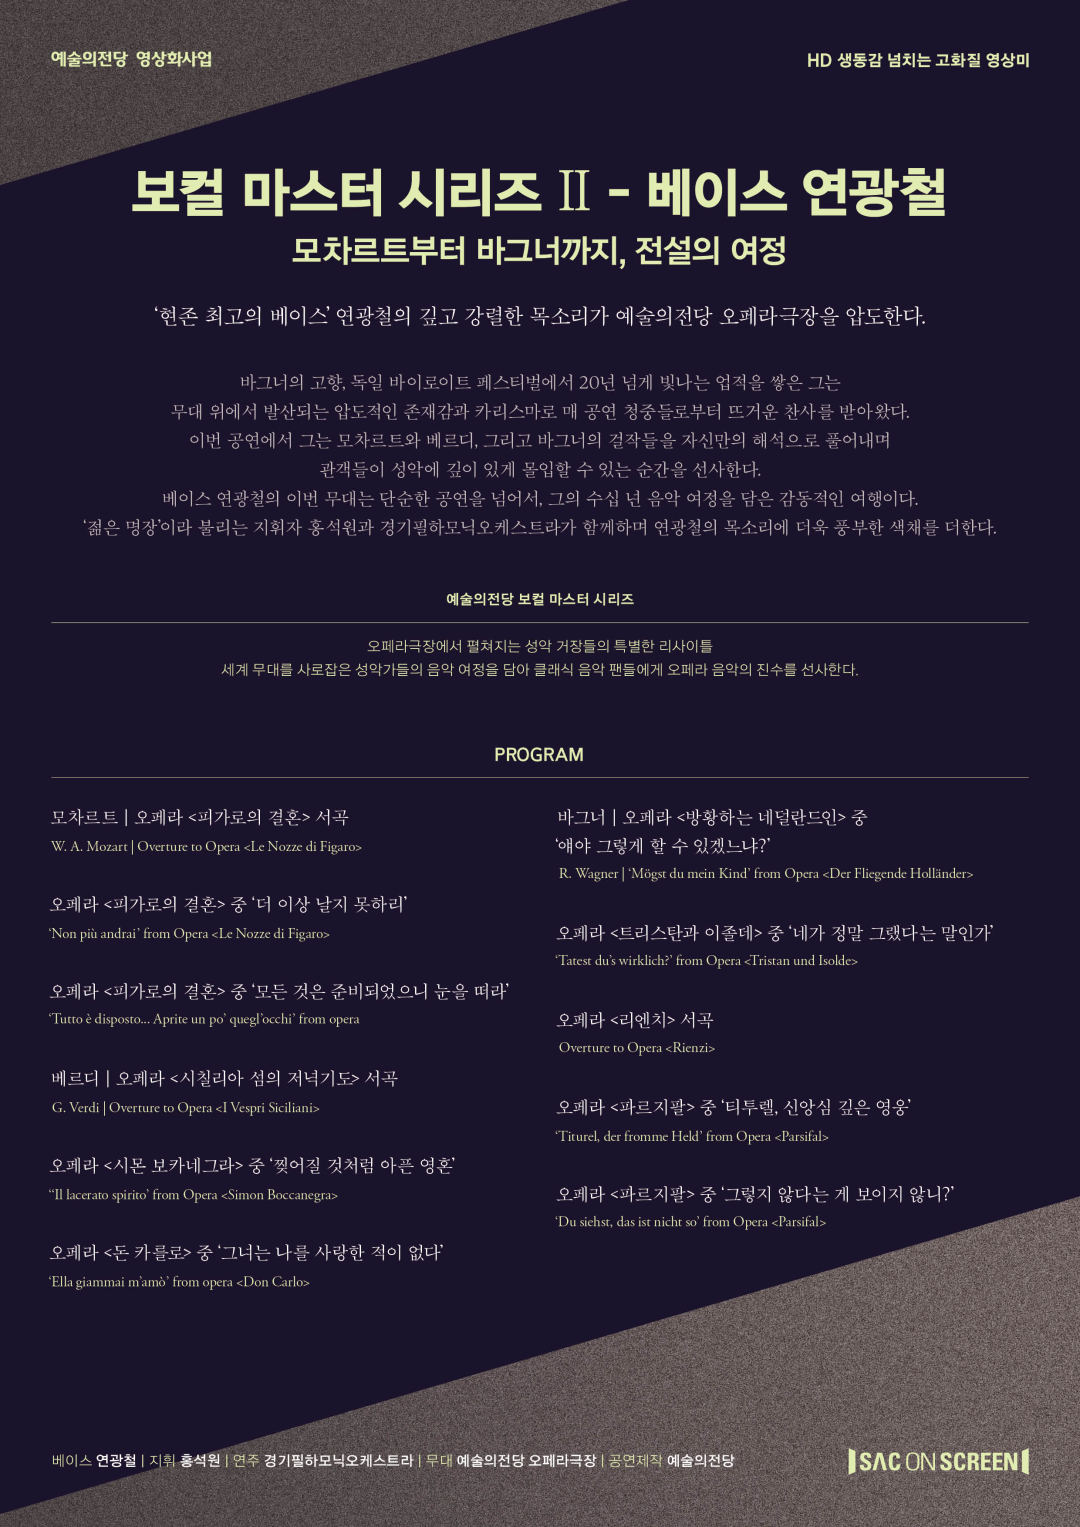 예술의전당 영상화사업
HD 생동감 넘치는 고화질 영상미
보컬 마스터 시리즈 Ⅱ - 베이스 연광철
모차르트부터 바그너까지, 전설의 여정
‘현존 최고의 베이스’ 연광철의 깊고 강렬한 목소리가 예술의전당 오페라극장을 압도한다.
바그너의 고향, 독일 바이로이트 페스티벌에서 20년 넘게 빛나는 업적을 쌓은 그는
무대 위에서 발산되는 압도적인 존재감과 카리스마로 매 공연 청중들로부터 뜨거운 찬사를 받아왔다.
이번 공연에서 그는 모차르트와 베르디, 그리고 바그너의 걸작들을 자신만의 해석으로 풀어내며
관객들이 성악에 깊이 있게 몰입할 수 있는 순간을 선사한다.
베이스 연광철의 이번 무대는 단순한 공연을 넘어서, 그의 수십 년 음악 여정을 담은 감동적인 여행이다.
‘젊은 명장’이라 불리는 지휘자 홍석원과 경기필하모닉오케스트라가 함께하며 연광철의 목소리에 더욱 풍부한 색채를 더한다.
예술의전당 보컬 마스터 시리즈
오페라극장에서 펼쳐지는 성악 거장들의 특별한 리사이틀
세계 무대를 사로잡은 성악가들의 음악 여정을 담아 클래식 음악 팬들에게 오페라 음악의 진수를 선사한다.
PROGRAM
모차르트 | 오페라 <피가로의 결혼> 서곡
W. A. Mozart | Overture to Opera <Le Nozze di Figaro>
오페라 <피가로의 결혼> 중 ‘더 이상 날지 못하리’
‘Non più andrai’ from Opera <Le Nozze di Figaro>
오페라 <피가로의 결혼> 중 ‘모든 것은 준비되었으니 눈을 떠라’
‘Tutto è disposto... Aprite un po’ quegl’occhi’ from opera
베르디 | 오페라 <시칠리아 섬의 저녁기도> 서곡
G. Verdi | Overture to Opera <I Vespri Siciliani>
오페라 <시몬 보카네그라> 중 ‘찢어질 것처럼 아픈 영혼’
“Il lacerato spirito’ from Opera <Simon Boccanegra>
오페라 <돈 카를로> 중 ‘그녀는 나를 사랑한 적이 없다’
‘Ella giammai m’amò’ from opera <Don Carlo>
바그너 | 오페라 <방황하는 네덜란드인> 중
‘얘야 그렇게 할 수 있겠느냐?’
R. Wagner | ‘Mögst du mein Kind’ from Opera <Der Fliegende Holländer>
오페라 <트리스탄과 이졸데> 중 ‘네가 정말 그랬다는 말인가’
‘Tatest du’s wirklich?’ from Opera <Tristan und Isolde>
오페라 <리엔치> 서곡
Overture to Opera <Rienzi>
오페라 <파르지팔> 중 ‘티투렐, 신앙심 깊은 영웅’
‘Titurel, der fromme Held’ from Opera <Parsifal>
오페라 <파르지팔> 중 ‘그렇지 않다는 게 보이지 않니?’
‘Du siehst, das ist nicht so’ from Opera <Parsifal>
베이스 연광철 | 지휘 홍석원 | 연주 경기필하모닉오케스트라 | 무대 예술의전당 오페라극장 | 공연제작 예술의전당
SAC ON SCREEN